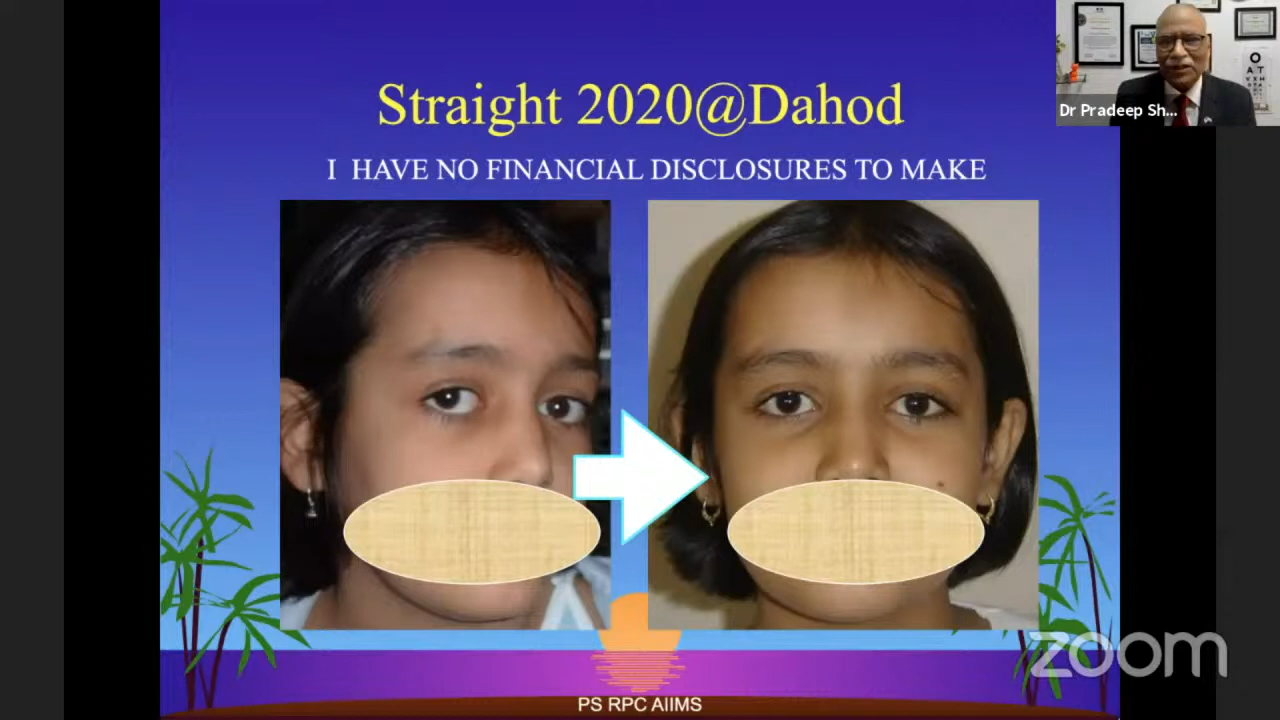 Straight 2020@Dahod
I HAVE NO FINANCIAL DISCLOSURES TO MAKE
Dr Pradeep Sh...
O
A T
zoom
PS RPC AIIMS